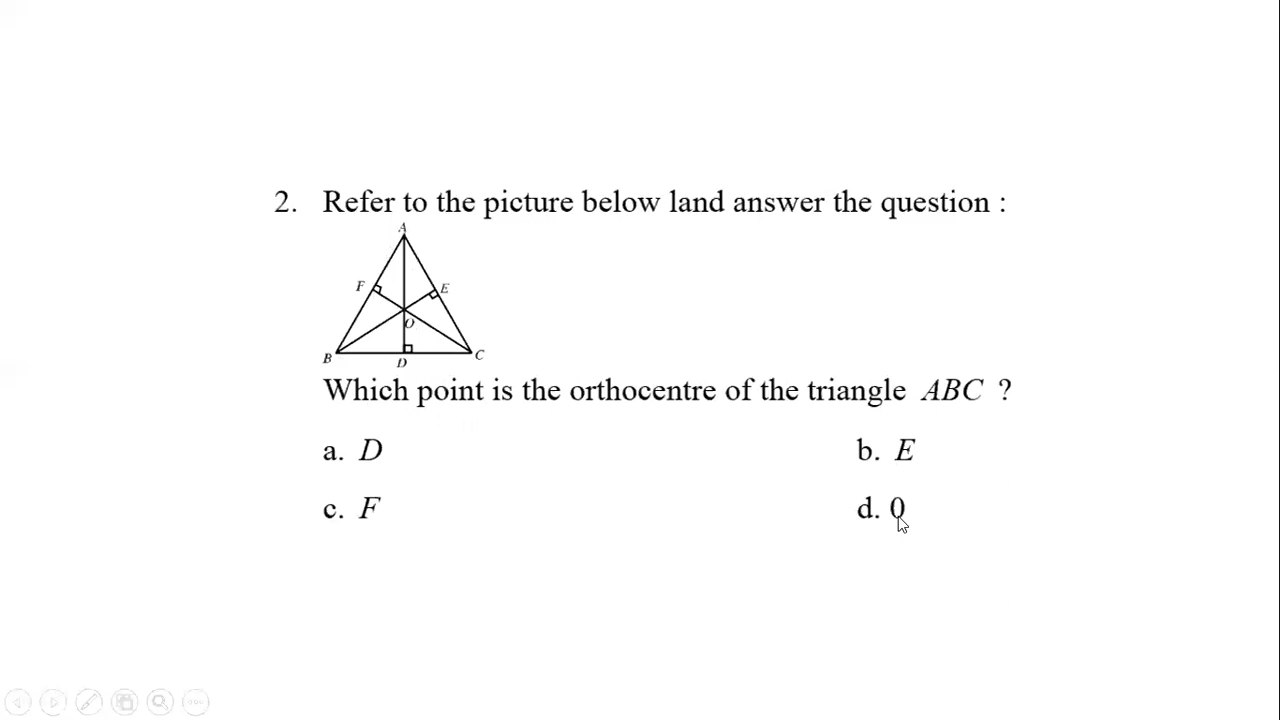 2. Refer to the picture below land answer the question :
A
F
E
O
B
D
C
Which point is the orthocentre of the triangle ABC ?
a. D
b. E
c. F
d. 0